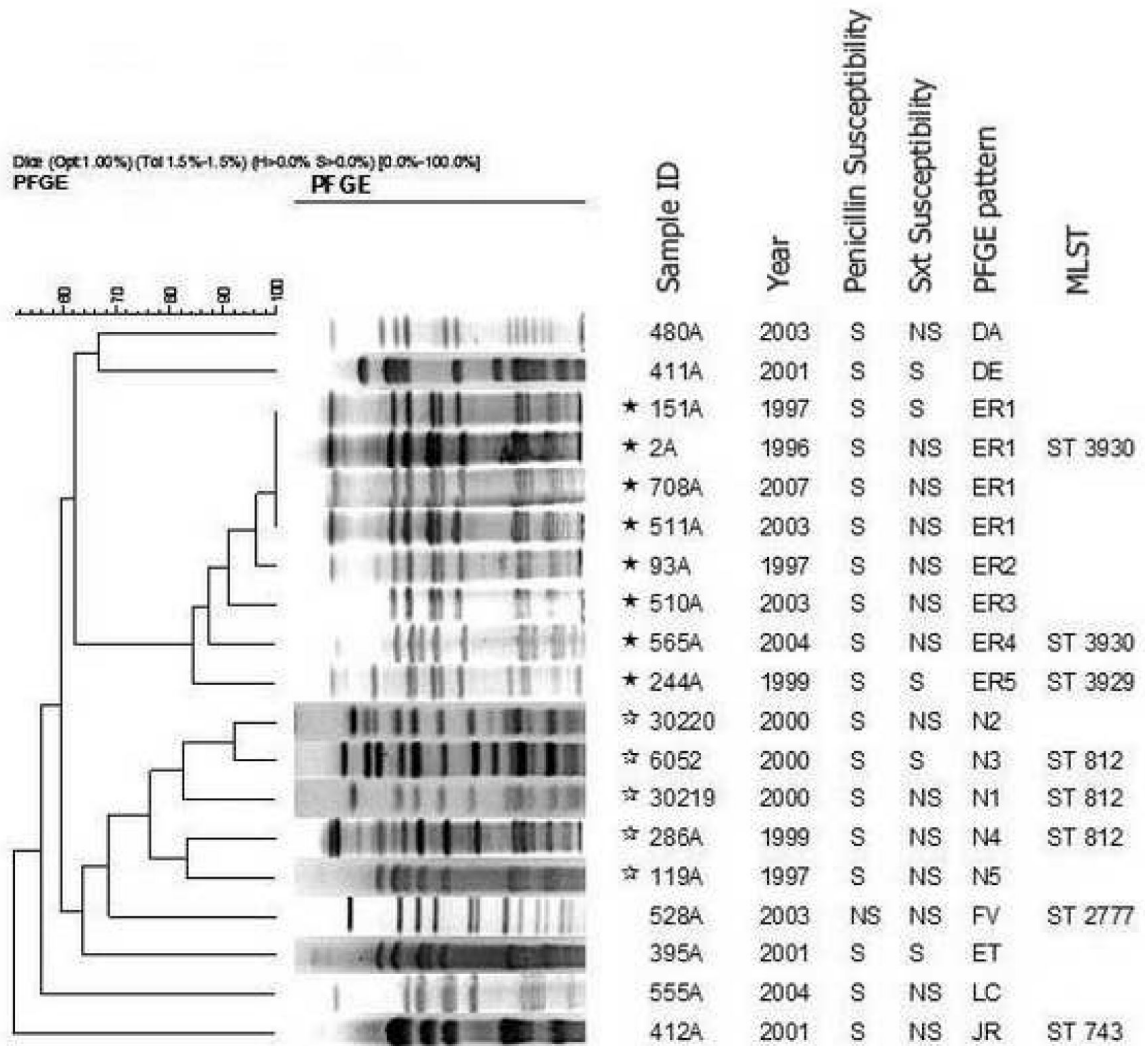 Dice (Opt:1.00%) (Tol 1.5%-1.5%) (H>0.0% S>0.0%) [0.0%-100.0%]
PFGE PFGE
60 70 80 90 100
Sample ID Year Penicillin Susceptibility Sxt Susceptibility PFGE pattern MLST
480A 2003 S NS DA
411A 2001 S S DE
★ 151A 1997 S S ER1
★ 2A 1996 S NS ER1 ST 3930
★ 708A 2007 S NS ER1
★ 511A 2003 S NS ER1
★ 93A 1997 S NS ER2
★ 510A 2003 S NS ER3
★ 565A 2004 S NS ER4 ST 3930
★ 244A 1999 S S ER5 ST 3929
☆ 30220 2000 S NS N2
☆ 6052 2000 S S N3 ST 812
☆ 30219 2000 S NS N1 ST 812
☆ 286A 1999 S NS N4 ST 812
☆ 119A 1997 S NS N5
528A 2003 NS NS FV ST 2777
395A 2001 S S ET
555A 2004 S NS LC
412A 2001 S NS JR ST 743